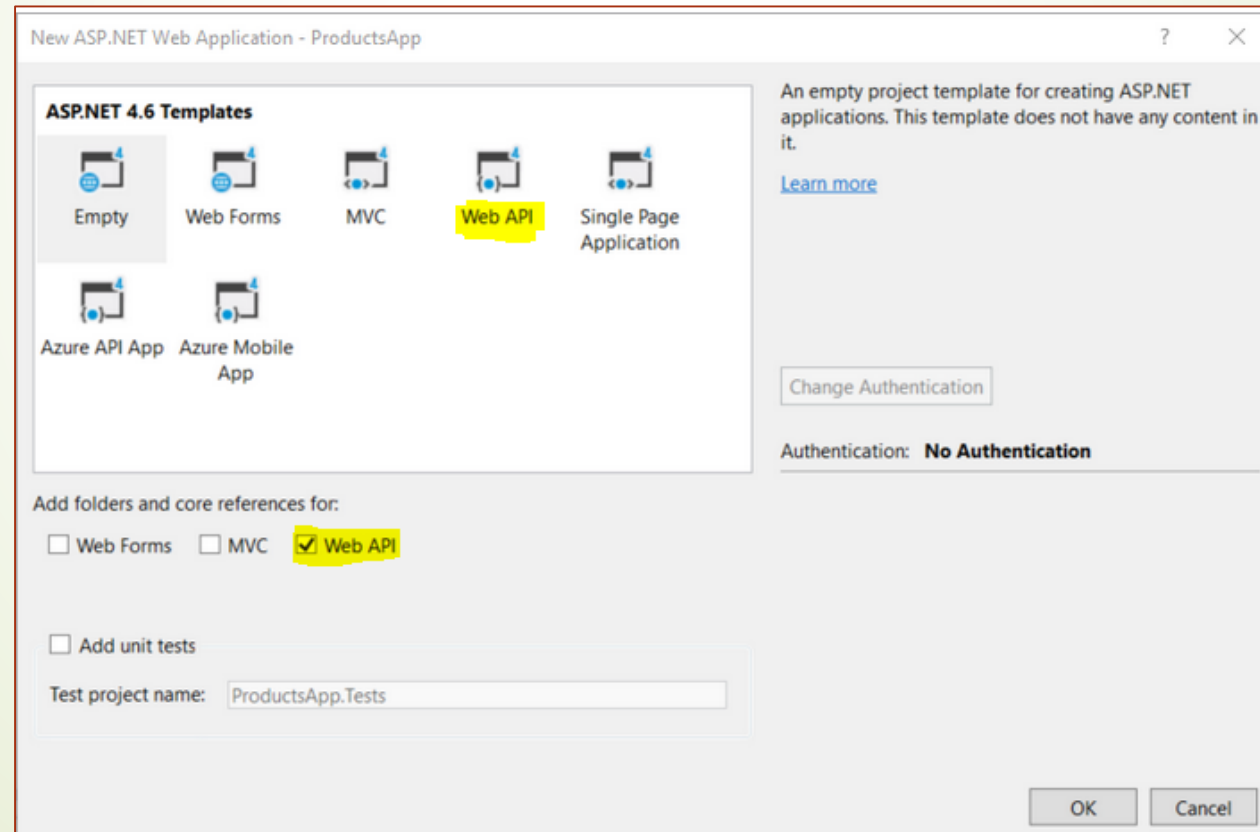 New ASP.NET Web Application - ProductsApp
?
ASP.NET 4.6 Templates
Empty
Web Forms
MVC
Web API
Single Page
Application
Azure API App
Azure Mobile
App
An empty project template for creating ASP.NET
applications. This template does not have any content in
it.
Learn more
Change Authentication
Authentication: No Authentication
Add folders and core references for:
Web Forms MVC Web API
Add unit tests
Test project name: ProductsApp.Tests
OK Cancel